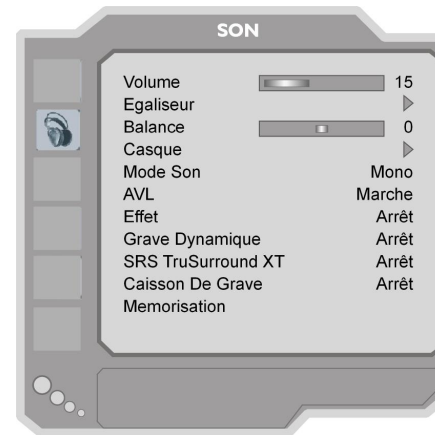 SON
Volume 15
Egaliseur
Balance 0
Casque
Mode Son Mono
AVL Marche
Effet Arrêt
Grave Dynamique Arrêt
SRS TruSurround XT Arrêt
Caisson De Grave Arrêt
Memorisation